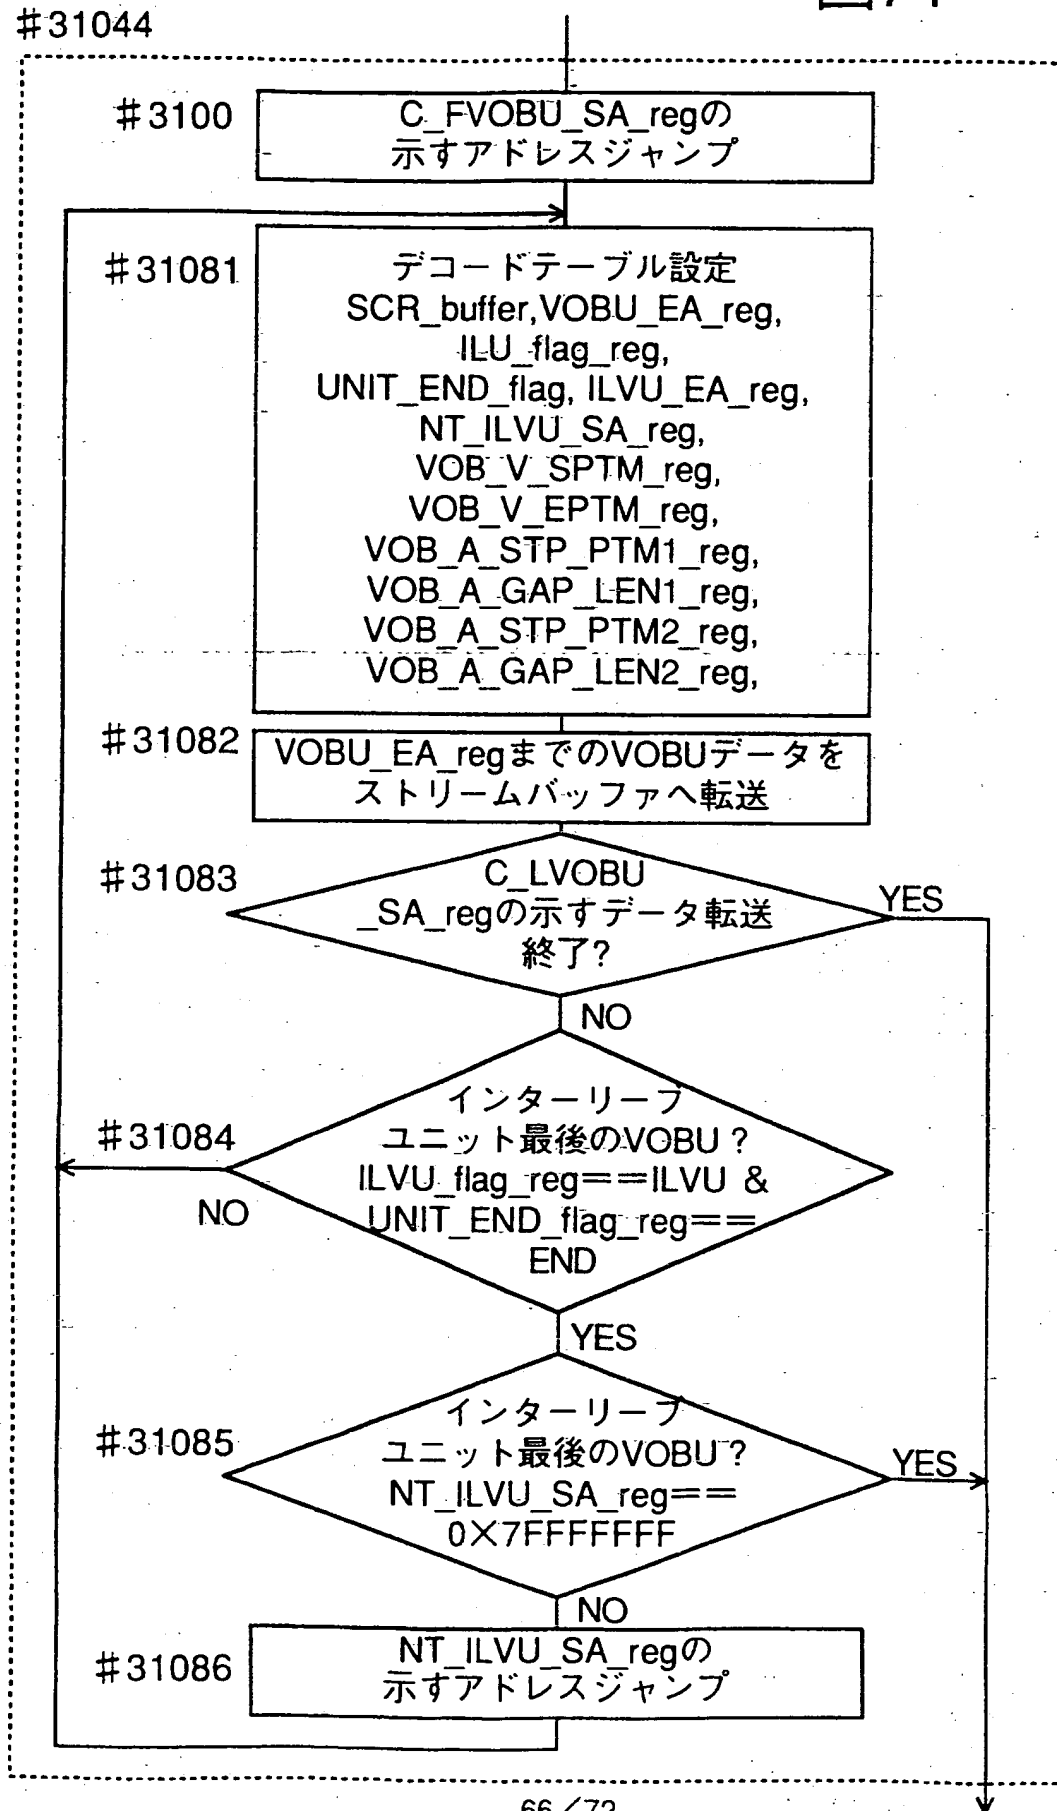 #31044
#3100
C_FVOBU_SA_regの
示すアドレスジャンプ
#31081
デコードテーブル設定
SCR_buffer,VOBU_EA_reg,
ILU_flag_reg,
UNIT_END_flag, ILVU_EA_reg,
NT_ILVU_SA_reg,
VOB_V_SPTM_reg,
VOB_V_EPTM_reg,
VOB_A_STP_PTM1_reg,
VOB_A_GAP_LEN1_reg,
VOB_A_STP_PTM2_reg,
VOB_A_GAP_LEN2_reg,
#31082
VOBU_EA_regまでのVOBUデータを
ストリームバッファへ転送
#31083
C_LVOBU
_SA_regの示すデータ転送
終了?
YES
NO
#31084
インターリーブ
ユニット最後のVOBU?
ILVU_flag_reg==ILVU &
UNIT_END_flag_reg==
END
NO
YES
#31085
インターリーブ
ユニット最後のVOBU?
NT_ILVU_SA_reg==
0×7FFFFFFF
YES
NO
#31086
NT_ILVU_SA_regの
示すアドレスジャンプ